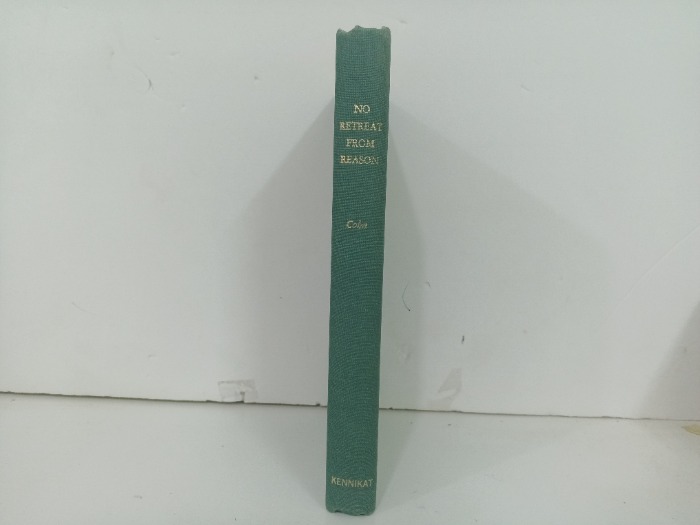 NO
RETREAT
FROM
REASON
Cohn
KENNIKAT